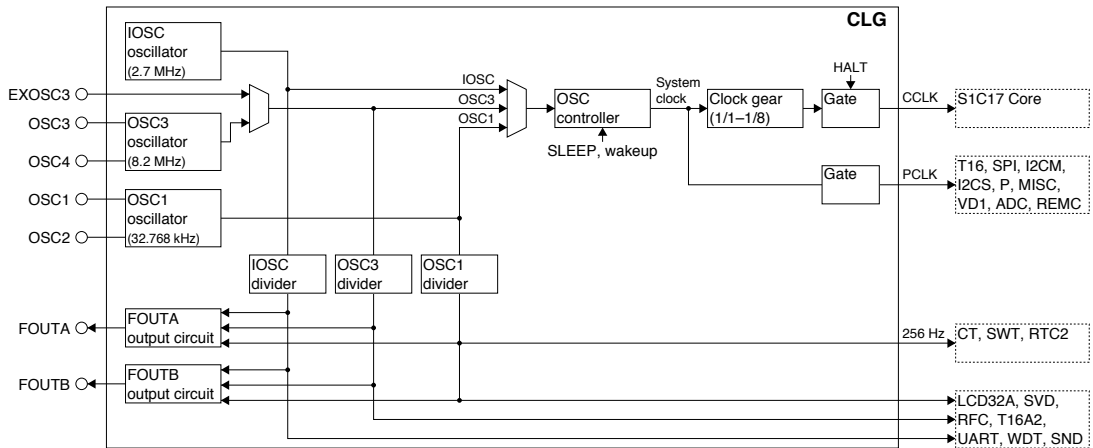 CLG
IOSC
oscillator
(2.7 MHz)
EXOSC3
OSC3
OSC4
OSC3
oscillator
(8.2 MHz)
OSC1
OSC2
OSC1
oscillator
(32.768 kHz)
IOSC
OSC3
OSC1
OSC
controller
SLEEP, wakeup
System
clock
Clock gear
(1/1–1/8)
HALT
Gate
CCLK
S1C17 Core
Gate
PCLK
T16, SPI, I2CM,
I2CS, P, MISC,
VD1, ADC, REMC
IOSC
divider
OSC3
divider
OSC1
divider
FOUTA
FOUTA
output circuit
256 Hz
CT, SWT, RTC2
FOUTB
FOUTB
output circuit
LCD32A, SVD,
RFC, T16A2,
UART, WDT, SND